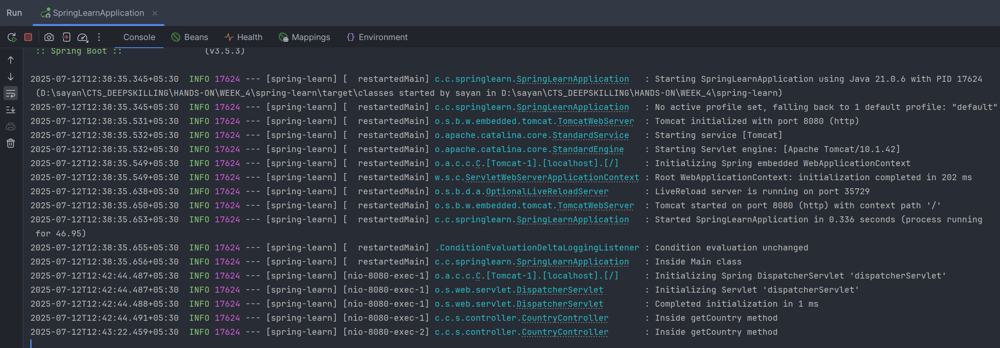 Run SpringLearnApplication
Console Beans Health Mappings Environment
:: Spring Boot :: (v3.5.3)
2025-07-12T12:38:35.345+05:30  INFO 17624 --- [spring-learn] [  restartedMain] c.c.springlearn.SpringLearnApplication   : Starting SpringLearnApplication using Java 21.0.6 with PID 17624
(D:\sayan\CTS_DEEPSKILLING\HANDS-ON\WEEK_4\spring-learn\target\classes started by sayan in D:\sayan\CTS_DEEPSKILLING\HANDS-ON\WEEK_4\spring-learn)
2025-07-12T12:38:35.345+05:30  INFO 17624 --- [spring-learn] [  restartedMain] c.c.springlearn.SpringLearnApplication   : No active profile set, falling back to 1 default profile: "default"
2025-07-12T12:38:35.531+05:30  INFO 17624 --- [spring-learn] [  restartedMain] o.s.b.w.embedded.tomcat.TomcatWebServer  : Tomcat initialized with port 8080 (http)
2025-07-12T12:38:35.532+05:30  INFO 17624 --- [spring-learn] [  restartedMain] o.apache.catalina.core.StandardService   : Starting service [Tomcat]
2025-07-12T12:38:35.532+05:30  INFO 17624 --- [spring-learn] [  restartedMain] o.apache.catalina.core.StandardEngine    : Starting Servlet engine: [Apache Tomcat/10.1.42]
2025-07-12T12:38:35.549+05:30  INFO 17624 --- [spring-learn] [  restartedMain] o.a.c.c.C.[Tomcat-1].[localhost].[/]     : Initializing Spring embedded WebApplicationContext
2025-07-12T12:38:35.549+05:30  INFO 17624 --- [spring-learn] [  restartedMain] w.s.c.ServletWebServerApplicationContext : Root WebApplicationContext: initialization completed in 202 ms
2025-07-12T12:38:35.638+05:30  INFO 17624 --- [spring-learn] [  restartedMain] o.s.b.d.a.OptionalLiveReloadServer       : LiveReload server is running on port 35729
2025-07-12T12:38:35.650+05:30  INFO 17624 --- [spring-learn] [  restartedMain] o.s.b.w.embedded.tomcat.TomcatWebServer  : Tomcat started on port 8080 (http) with context path '/'
2025-07-12T12:38:35.653+05:30  INFO 17624 --- [spring-learn] [  restartedMain] c.c.springlearn.SpringLearnApplication   : Started SpringLearnApplication in 0.336 seconds (process running
for 46.95)
2025-07-12T12:38:35.655+05:30  INFO 17624 --- [spring-learn] [  restartedMain] .ConditionEvaluationDeltaLoggingListener : Condition evaluation unchanged
2025-07-12T12:38:35.656+05:30  INFO 17624 --- [spring-learn] [  restartedMain] c.c.springlearn.SpringLearnApplication   : Inside Main class
2025-07-12T12:42:44.487+05:30  INFO 17624 --- [spring-learn] [nio-8080-exec-1] o.a.c.c.C.[Tomcat-1].[localhost].[/]     : Initializing Spring DispatcherServlet 'dispatcherServlet'
2025-07-12T12:42:44.487+05:30  INFO 17624 --- [spring-learn] [nio-8080-exec-1] o.s.web.servlet.DispatcherServlet        : Initializing Servlet 'dispatcherServlet'
2025-07-12T12:42:44.488+05:30  INFO 17624 --- [spring-learn] [nio-8080-exec-1] o.s.web.servlet.DispatcherServlet        : Completed initialization in 1 ms
2025-07-12T12:42:44.491+05:30  INFO 17624 --- [spring-learn] [nio-8080-exec-1] c.c.s.controller.CountryController       : Inside getCountry method
2025-07-12T12:43:22.459+05:30  INFO 17624 --- [spring-learn] [nio-8080-exec-2] c.c.s.controller.CountryController       : Inside getCountry method